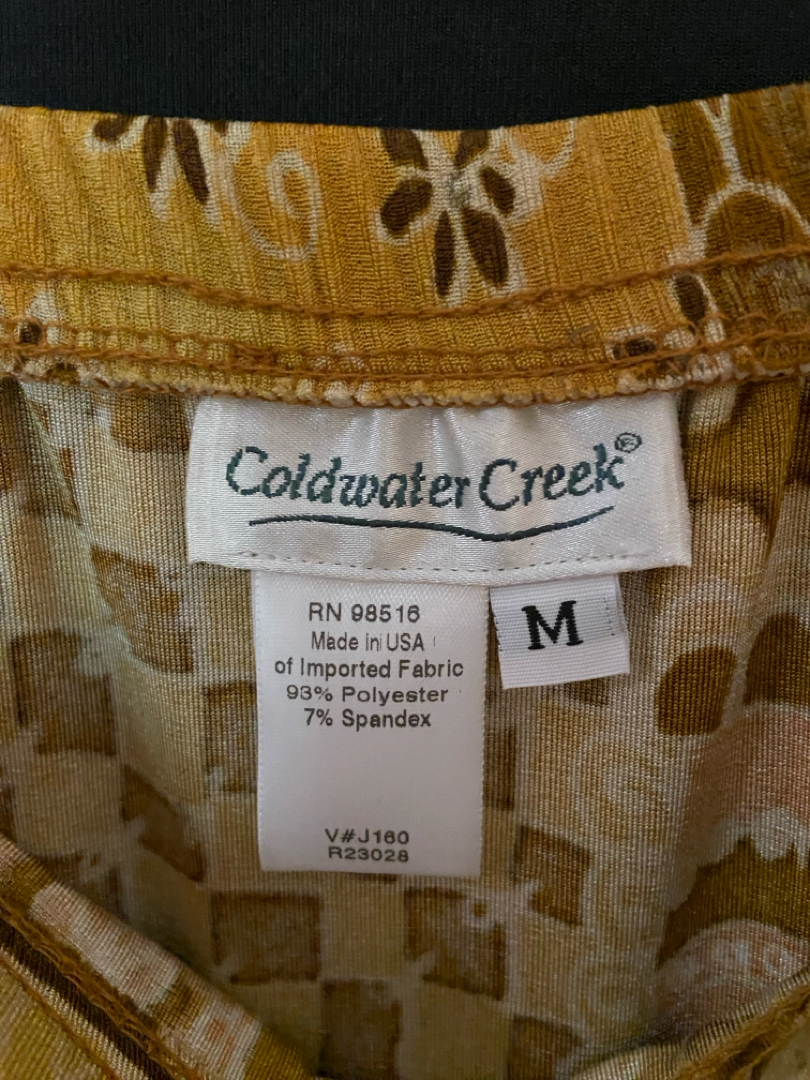 Coldwater Creek®
RN 98516
Made in USA
of Imported Fabric
93% Polyester
7% Spandex
M
V#J160
R23028